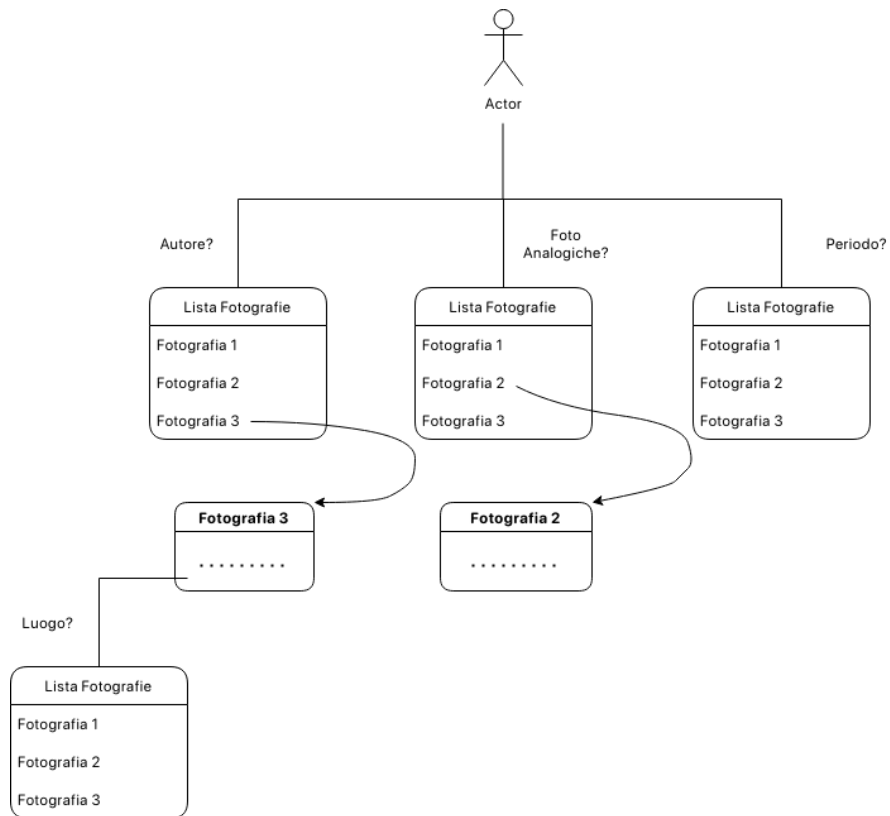 Actor
Autore?
Foto
Analogiche?
Periodo?
Lista Fotografie
Fotografia 1
Fotografia 2
Fotografia 3
Lista Fotografie
Fotografia 1
Fotografia 2
Fotografia 3
Lista Fotografie
Fotografia 1
Fotografia 2
Fotografia 3
Fotografia 3
.........
Fotografia 2
.........
Luogo?
Lista Fotografie
Fotografia 1
Fotografia 2
Fotografia 3